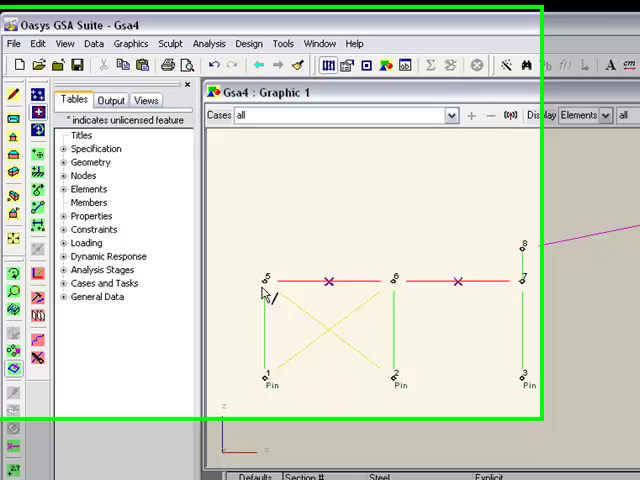 Oasys GSA Suite - Gsa4
File Edit View Data Graphics Sculpt Analysis Design Tools Window Help
Tables Output Views
* indicates unlicensed feature
Titles
Specification
Geometry
Nodes
Elements
Members
Properties
Constraints
Loading
Dynamic Response
Analysis Stages
Cases and Tasks
General Data
Gsa4 : Graphic 1
Cases all Display Elements all
8
5 6 7
1 2 3
Pin Pin Pin
z
x
Defaults Section # Steel Explicit